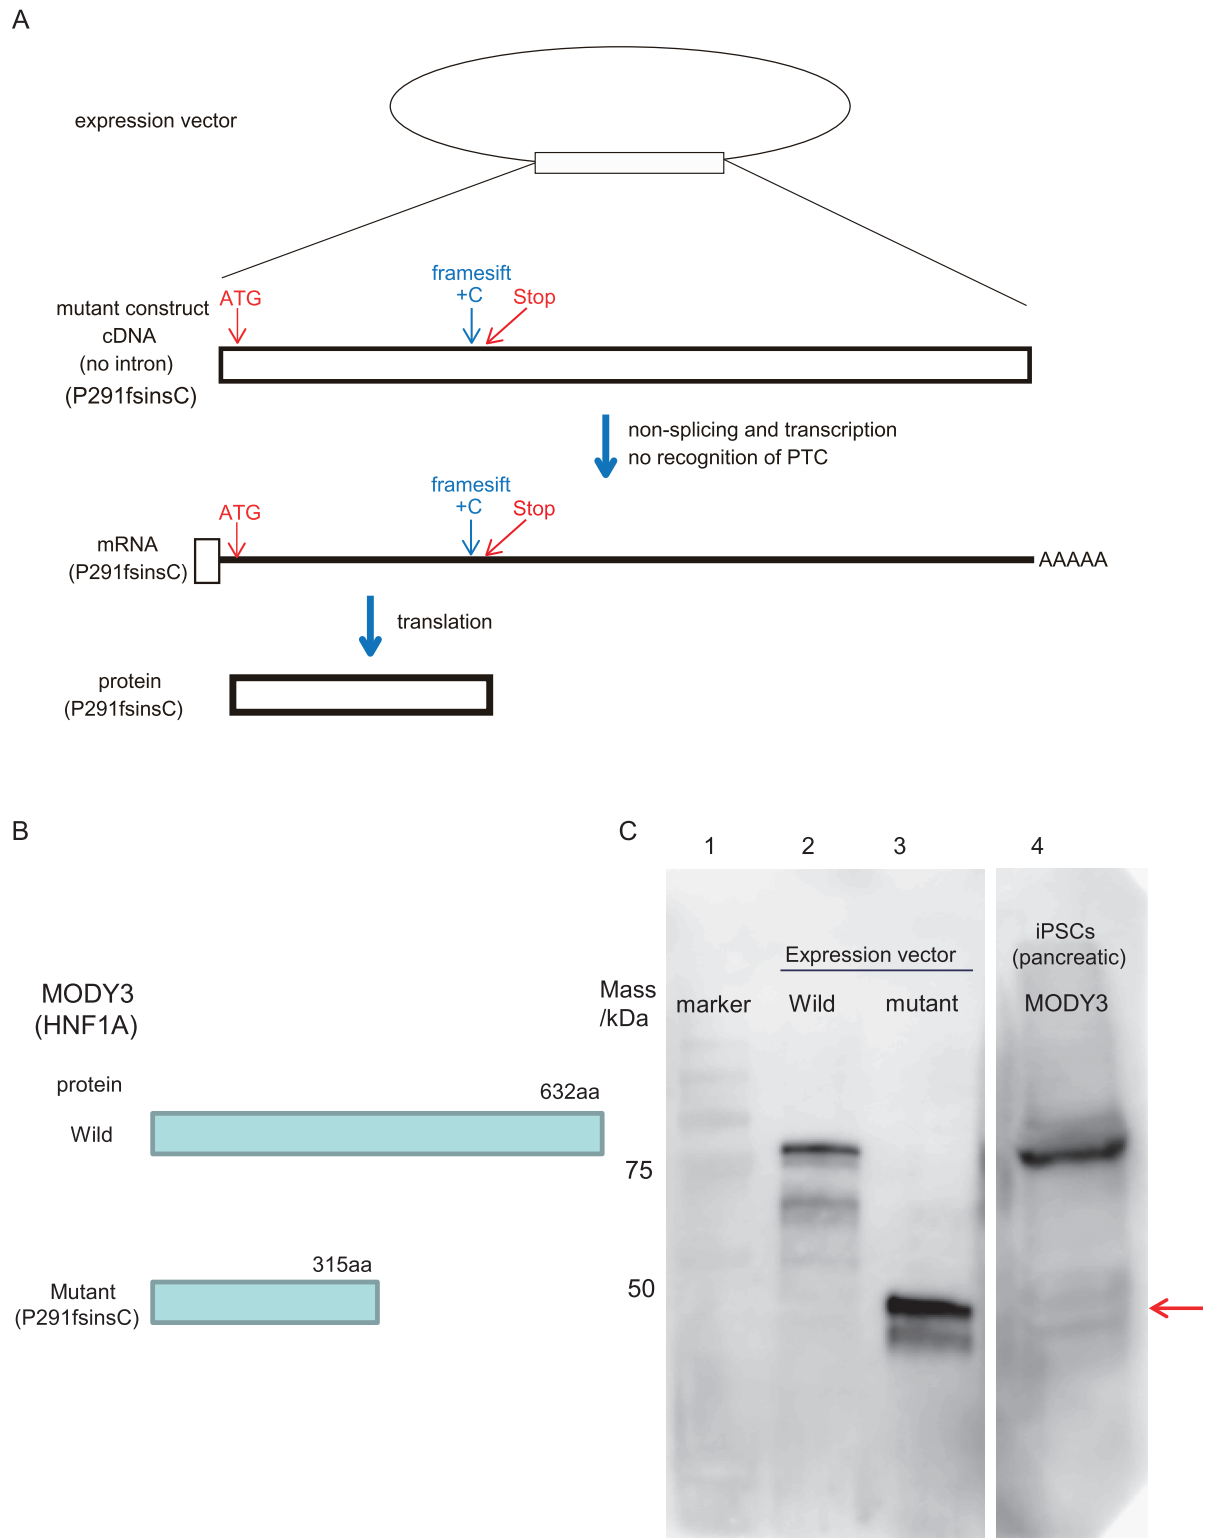 A
expression vector
framesift
+C
ATG
Stop
mutant construct
cDNA
(no intron)
(P291fsinsC)
non-splicing and transcription
no recognition of PTC
framesift
+C
ATG
Stop
mRNA
(P291fsinsC)
AAAAA
translation
protein
(P291fsinsC)
B
MODY3
(HNF1A)
protein
632aa
Wild
315aa
Mutant
(P291fsinsC)
C
1 2 3 4
iPSCs
(pancreatic)
Expression vector
Mass
/kDa
marker Wild mutant MODY3
75
50